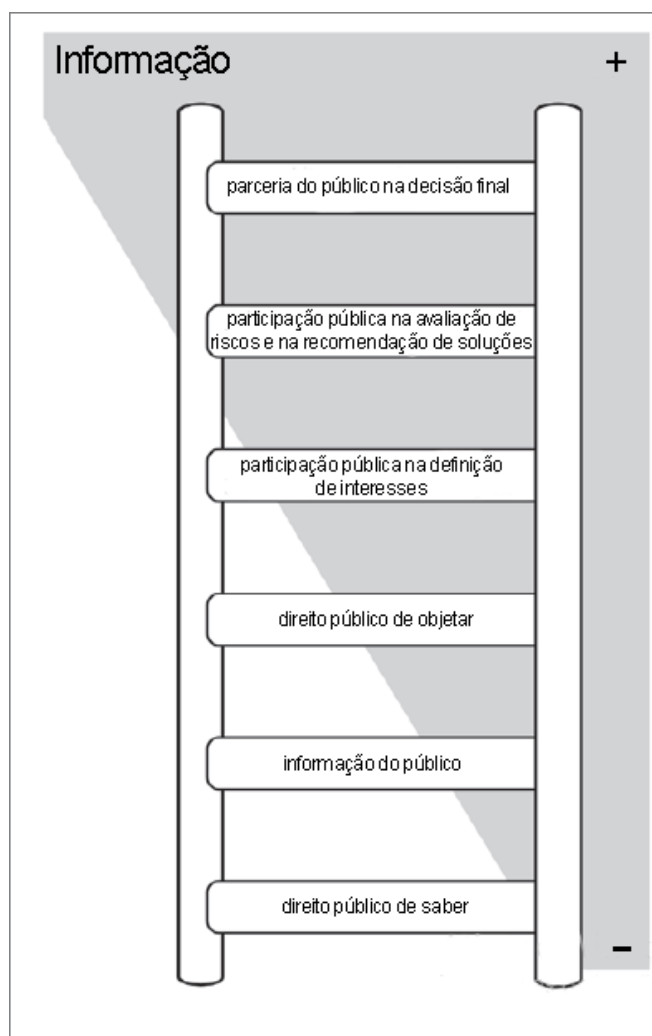 Informação +
parceria do público na decisão final
participação pública na avaliação de
riscos e na recomendação de soluções
participação pública na definição
de interesses
direito público de objetar
informação do público
direito público de saber
-